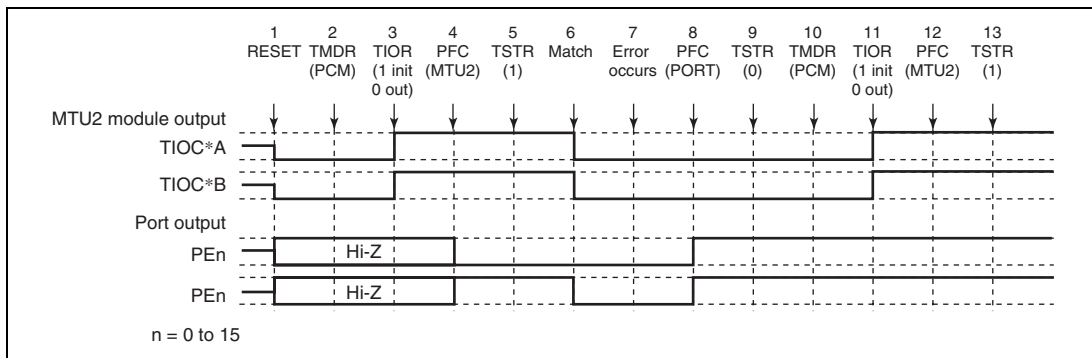 1 2 3 4 5 6 7 8 9 10 11 12 13
RESET TMDR TIOR PFC TSTR Match Error PFC TSTR TMDR TIOR PFC TSTR
(PCM) (1 init (MTU2) (1) occurs (PORT) (0) (PCM) (1 init (MTU2) (1)
0 out) 0 out)
MTU2 module output
TIOC*A
TIOC*B
Port output
PEn Hi-Z
PEn Hi-Z
n = 0 to 15